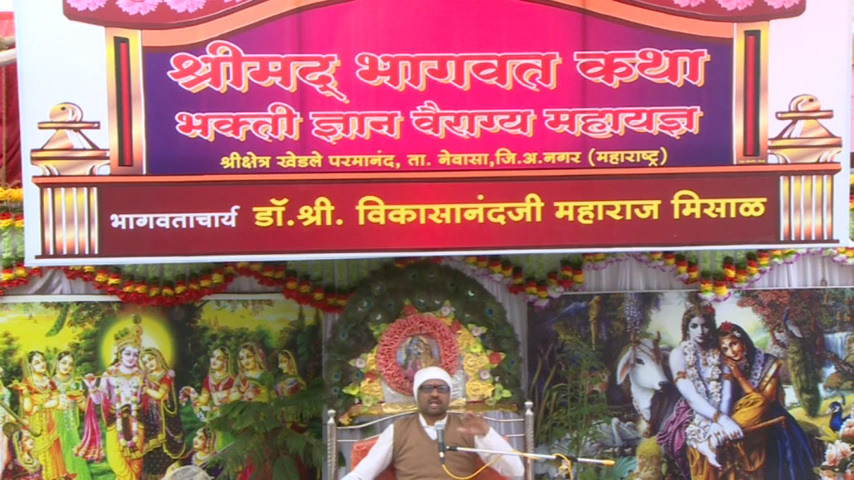 श्रीमद् भागवत कथा
भक्ती ज्ञान वैराग्य महायज्ञ
श्रीक्षेत्र खेडले परमानंद, ता. नेवासा,जि.अ.नगर (महाराष्ट्र)
भागवताचार्य डॉ.श्री. विकासानंदजी महाराज मिसाळ